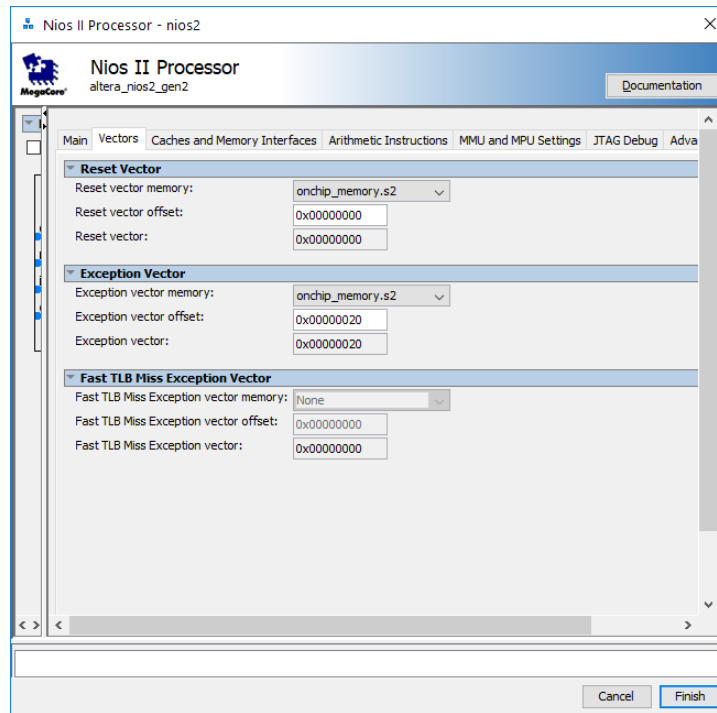 Nios II Processor - nios2
MegaCore®
Nios II Processor
altera_nios2_gen2
Documentation
Main Vectors Caches and Memory Interfaces Arithmetic Instructions MMU and MPU Settings JTAG Debug Adva
Reset Vector
Reset vector memory: onchip_memory.s2
Reset vector offset: 0x00000000
Reset vector: 0x00000000
Exception Vector
Exception vector memory: onchip_memory.s2
Exception vector offset: 0x00000020
Exception vector: 0x00000020
Fast TLB Miss Exception Vector
Fast TLB Miss Exception vector memory: None
Fast TLB Miss Exception vector offset: 0x00000000
Fast TLB Miss Exception vector: 0x00000000
Cancel Finish